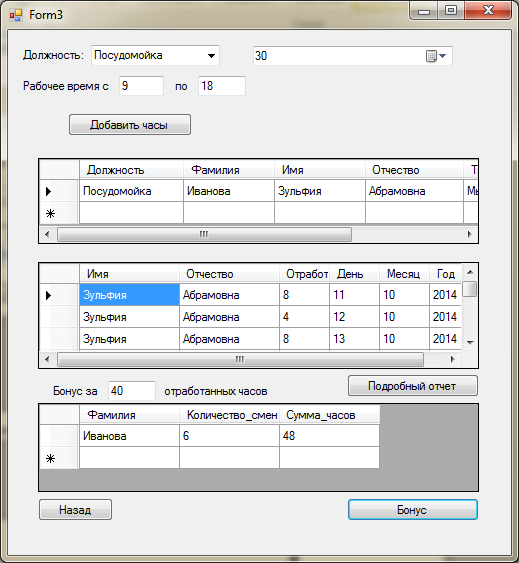 Form3
Должность: Посудомойка 30
Рабочее время с 9 по 18
Добавить часы
Должность Фамилия Имя Отчество
Посудомойка Иванова Зульфия Абрамовна
Имя Отчество Отработ День Месяц Год
Зульфия Абрамовна 8 11 10 2014
Зульфия Абрамовна 4 12 10 2014
Зульфия Абрамовна 8 13 10 2014
Бонус за 40 отработанных часов Подробный отчет
Фамилия Количество_смен Сумма_часов
Иванова 6 48
Назад Бонус